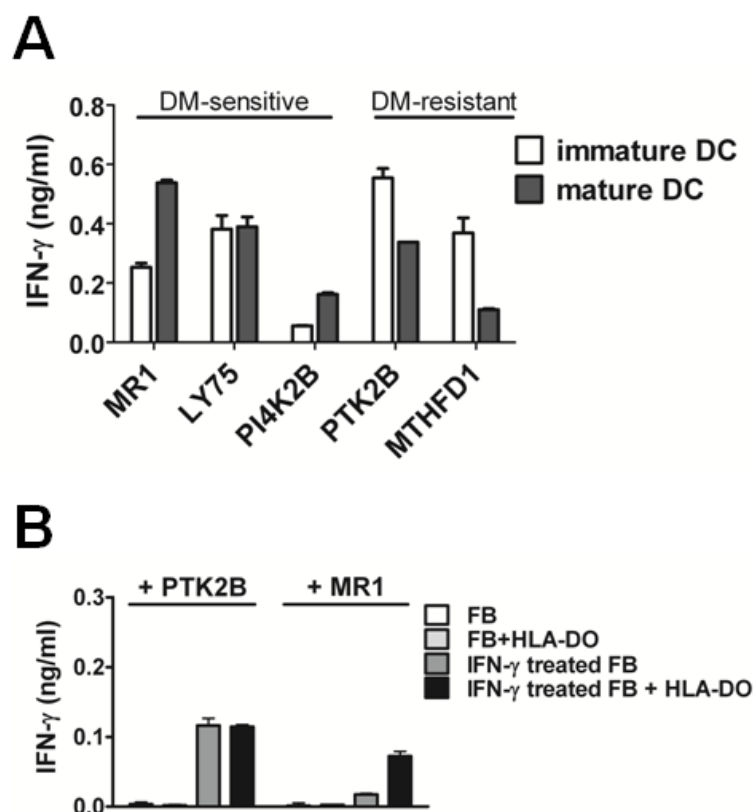 A
DM-sensitive DM-resistant
0.8
0.6
0.4
0.2
0.0
IFN-γ (ng/ml)
immature DC
mature DC
MR1 LY75 PI4K2B PTK2B MTHFD1
B
+ PTK2B + MR1
0.3
0.2
0.1
0.0
IFN-γ (ng/ml)
FB
FB+HLA-DO
IFN-γ treated FB
IFN-γ treated FB + HLA-DO